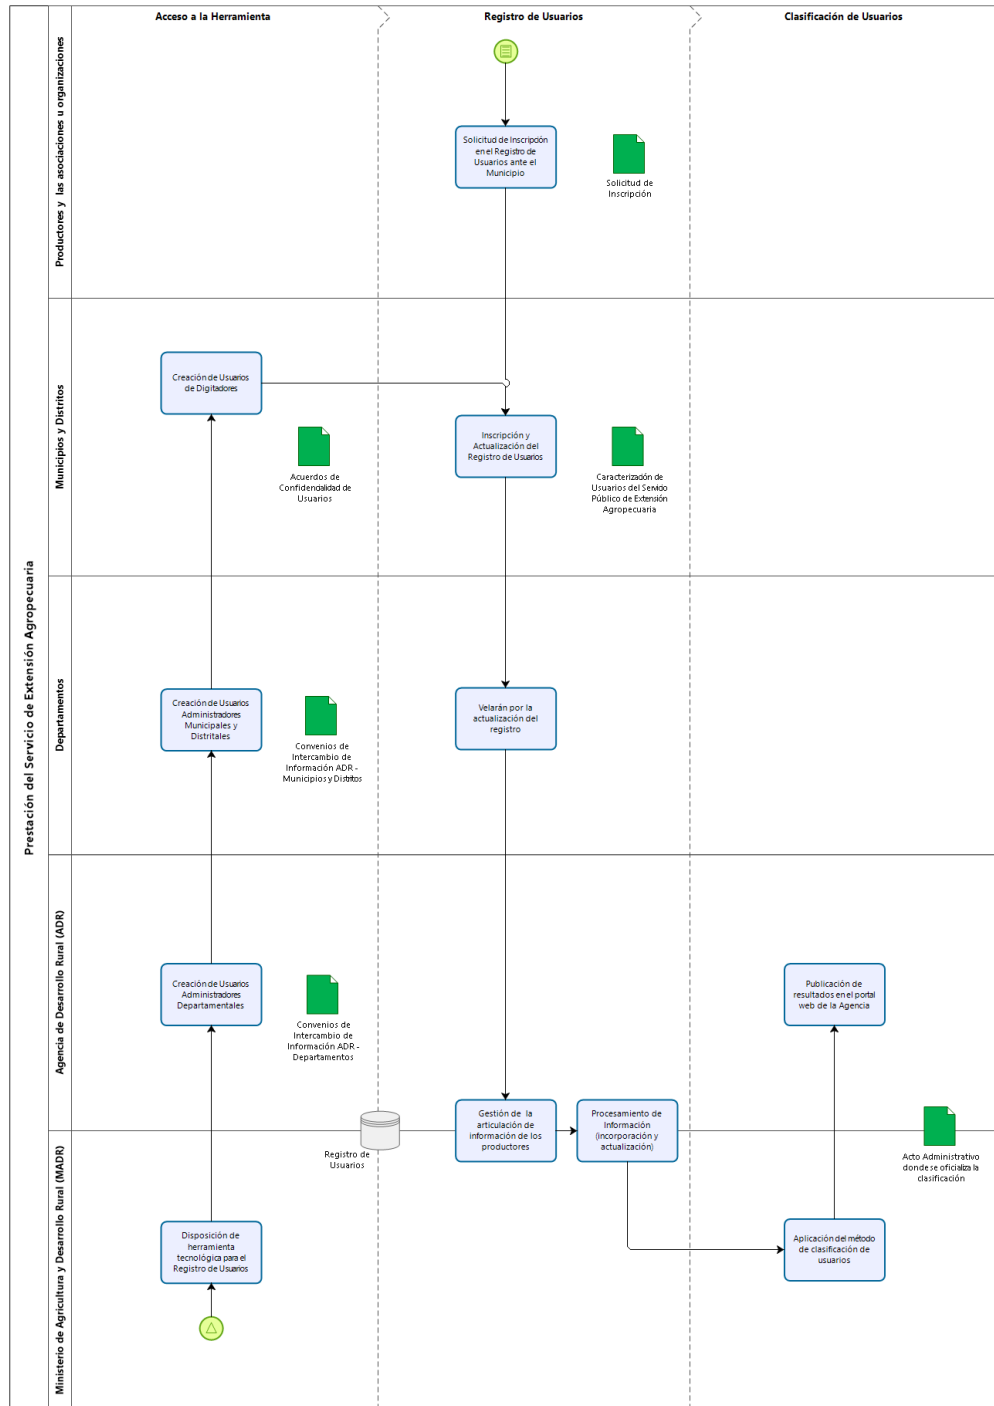 Acceso a la Herramienta
Registro de Usuarios
Clasificación de Usuarios
Prestación del Servicio de Extensión Agropecuaria
Productores y las asociaciones u organizaciones
Solicitud de Inscripción
en el Registro de
Usuarios ante el
Municipio
Solicitud de
Inscripción
Municipios y Distritos
Creación de Usuarios
de Digitadores
Acuerdos de
Confidencialidad de
Usuarios
Inscripción y
Actualización del
Registro de Usuarios
Caracterización de
Usuarios del Servicio
Público de Extensión
Agropecuaria
Departamentos
Creación de Usuarios
Administradores
Municipales y
Distritales
Convenios de
Intercambio de
Información ADR -
Municipios y Distritos
Velarán por la
actualización del
registro
Agencia de Desarrollo Rural (ADR)
Creación de Usuarios
Administradores
Departamentales
Convenios de
Intercambio de
Información ADR -
Departamentos
Publicación de
resultados en el portal
web de la Agencia
Registro de
Usuarios
Gestión de la
articulación de
información de los
productores
Procesamiento de
Información
(incorporación y
actualización)
Acto Administrativo
donde se oficializa la
clasificación
Ministerio de Agricultura y Desarrollo Rural (MADR)
Disposición de
herramienta
tecnológica para el
Registro de Usuarios
Aplicación del método
de clasificación de
usuarios